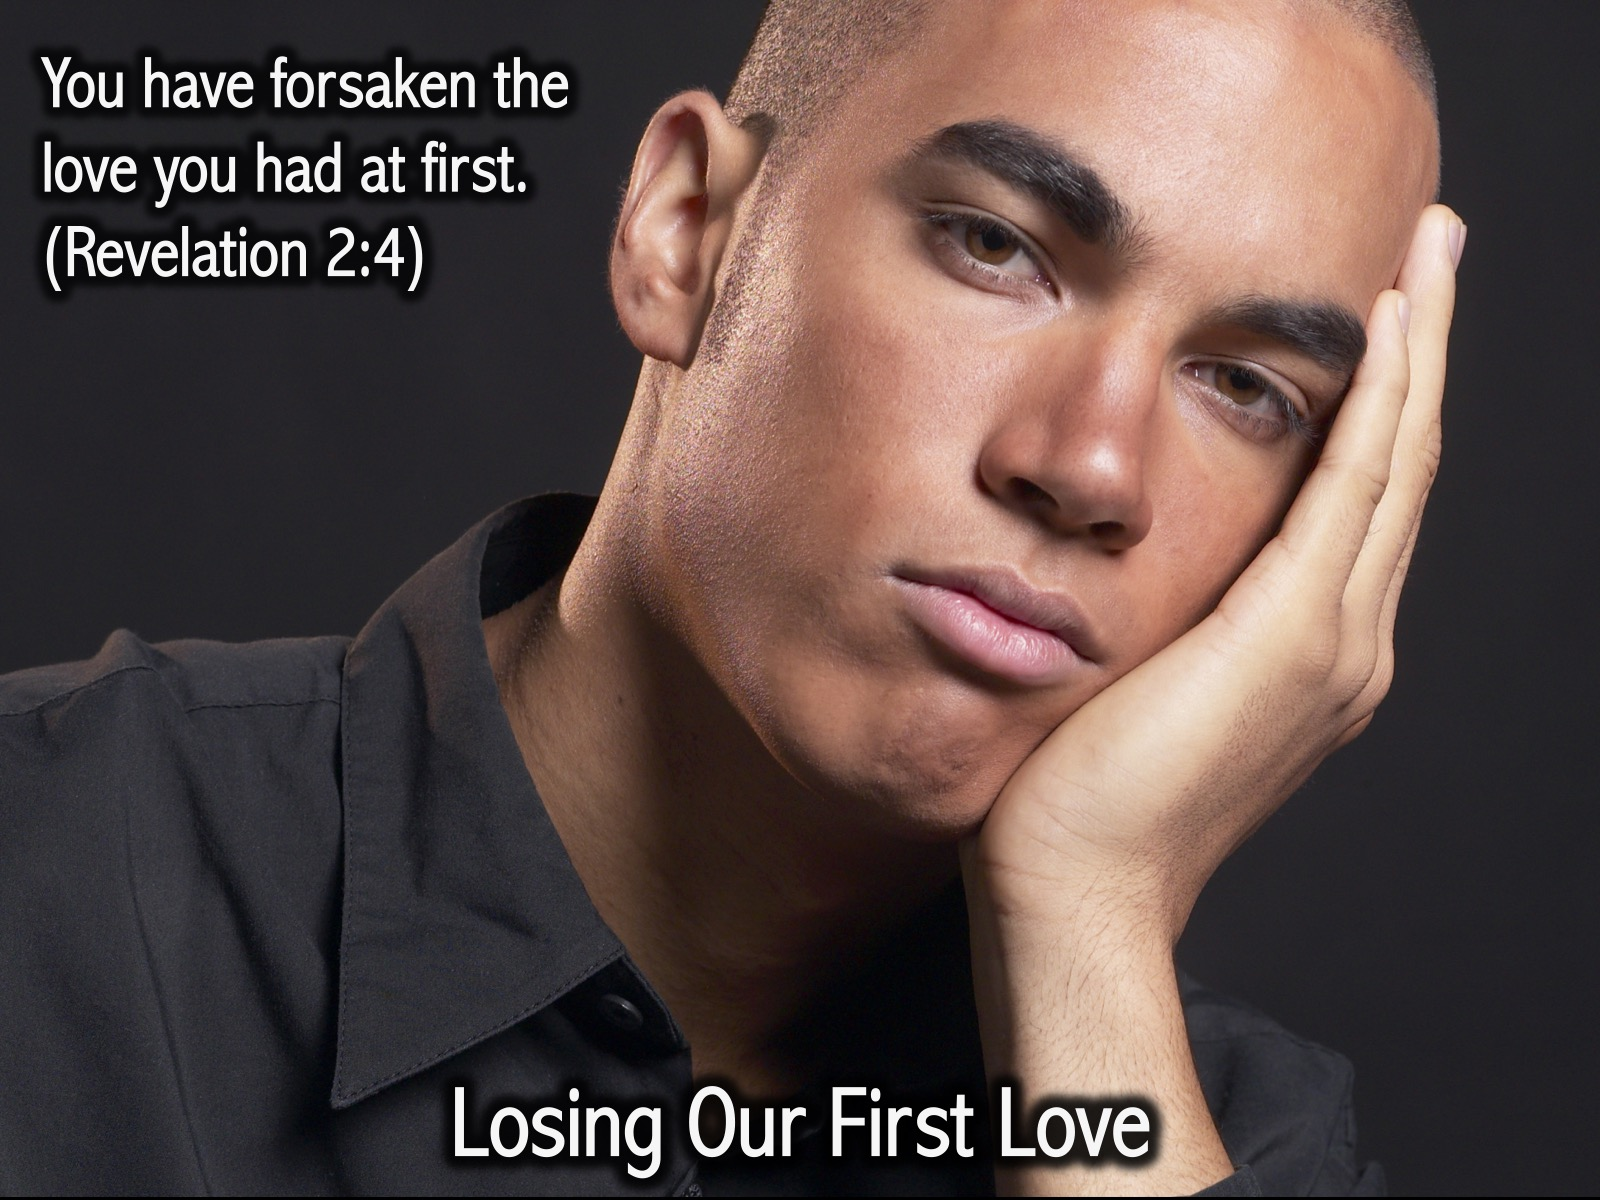 You have forsaken the
love you had at first.
(Revelation 2:4)
Losing Our First Love